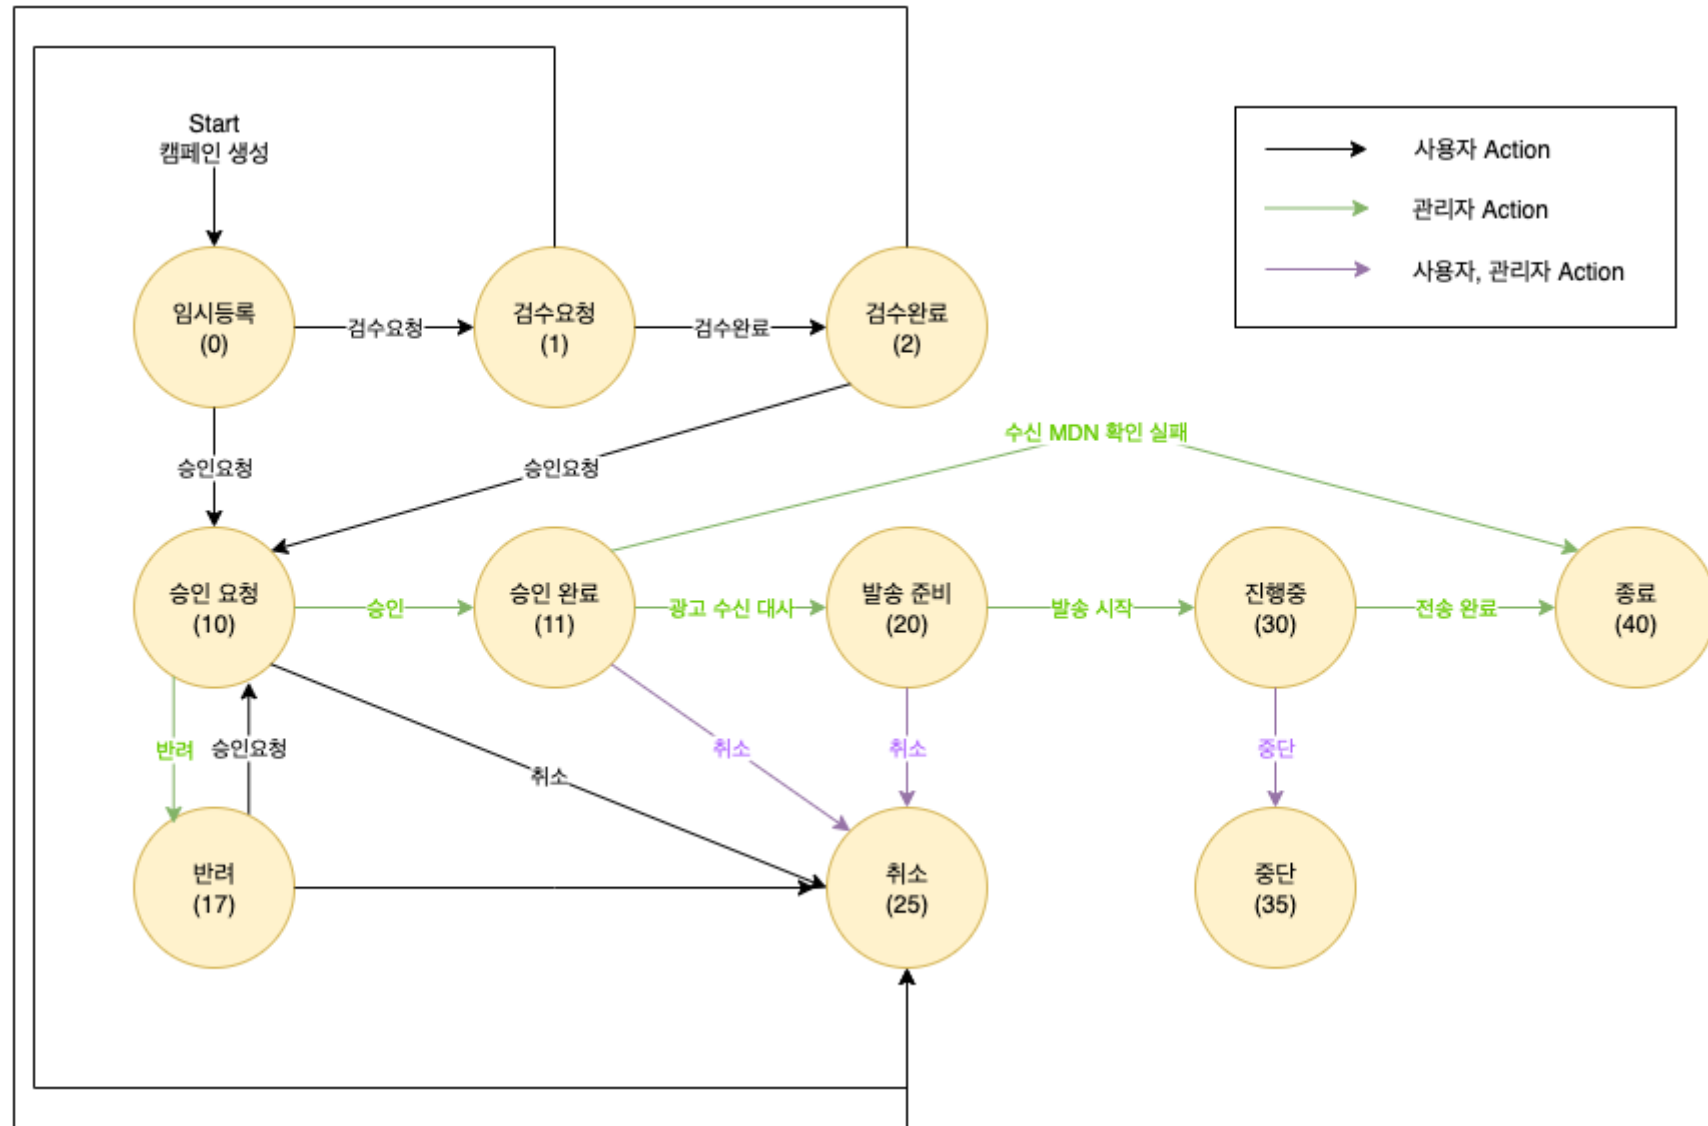 Start
캠페인 생성
사용자 Action
관리자 Action
사용자, 관리자 Action
임시등록
(0)
검수요청
검수요청
(1)
검수완료
검수완료
(2)
승인요청
승인요청
수신 MDN 확인 실패
승인 요청
(10)
승인
승인 완료
(11)
광고 수신 대사
발송 준비
(20)
발송 시작
진행중
(30)
전송 완료
종료
(40)
반려
승인요청
취소
취소
취소
중단
반려
(17)
취소
(25)
중단
(35)